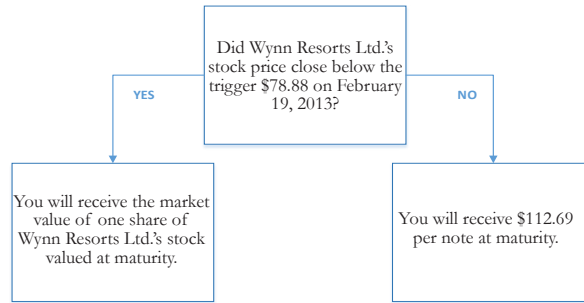 Did Wynn Resorts Ltd.'s
stock price close below the
trigger $78.88 on February
19, 2013?
YES
NO
You will receive the market
value of one share of
Wynn Resorts Ltd.'s stock
valued at maturity.
You will receive $112.69
per note at maturity.